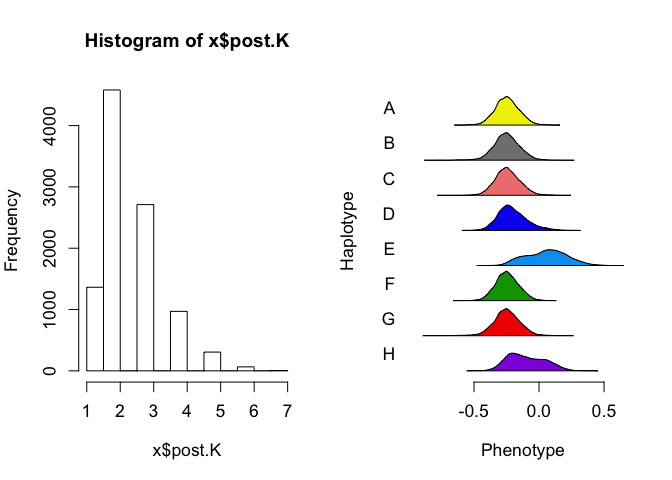 Histogram of x$post.K
Frequency
0
1000
2000
3000
4000
1 2 3 4 5 6 7
x$post.K
Haplotype
A
B
C
D
E
F
G
H
-0.5 0.0 0.5
Phenotype